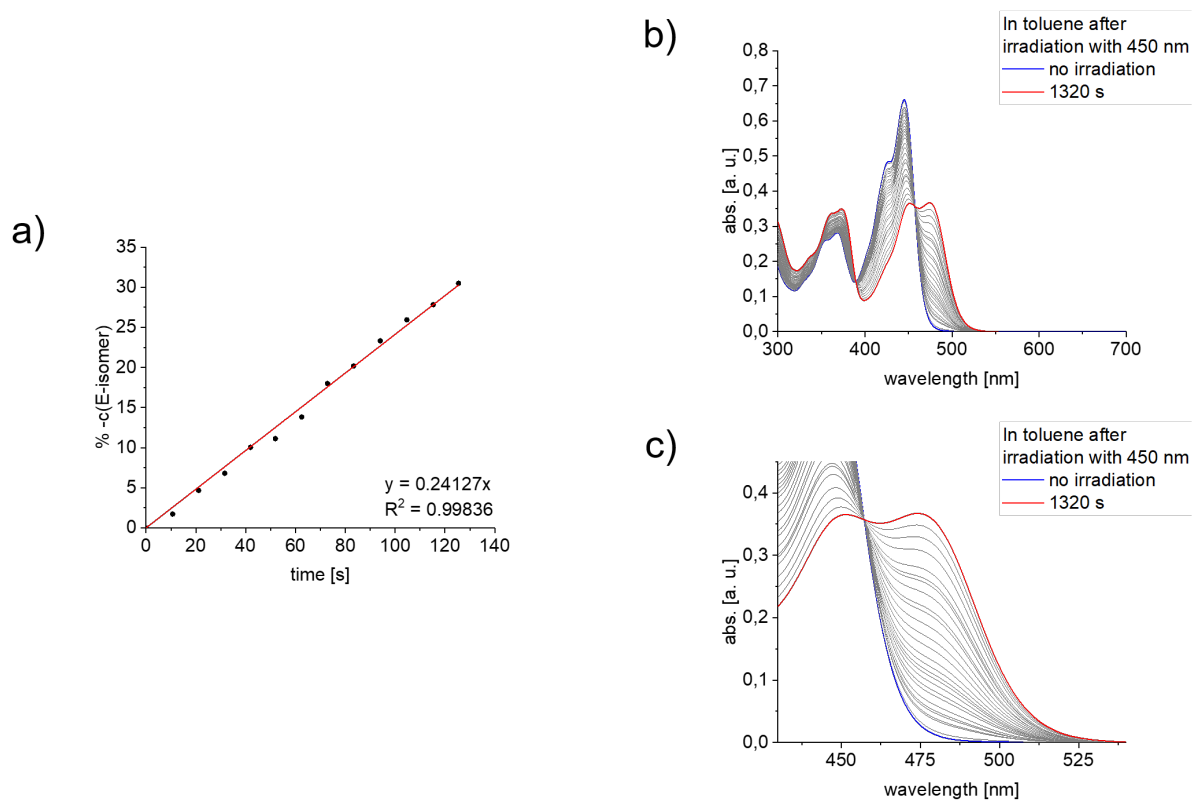 a)
35
30
25
20
15
10
5
0
% -c(E-isomer)
y = 0.24127x
R² = 0.99836
0 20 40 60 80 100 120 140
time [s]
b)
In toluene after
irradiation with 450 nm
no irradiation
1320 s
0,8
0,7
0,6
0,5
0,4
0,3
0,2
0,1
0,0
abs. [a. u.]
300 400 500 600 700
wavelength [nm]
c)
In toluene after
irradiation with 450 nm
no irradiation
1320 s
0,4
0,3
0,2
0,1
0,0
abs. [a. u.]
450 475 500 525
wavelength [nm]